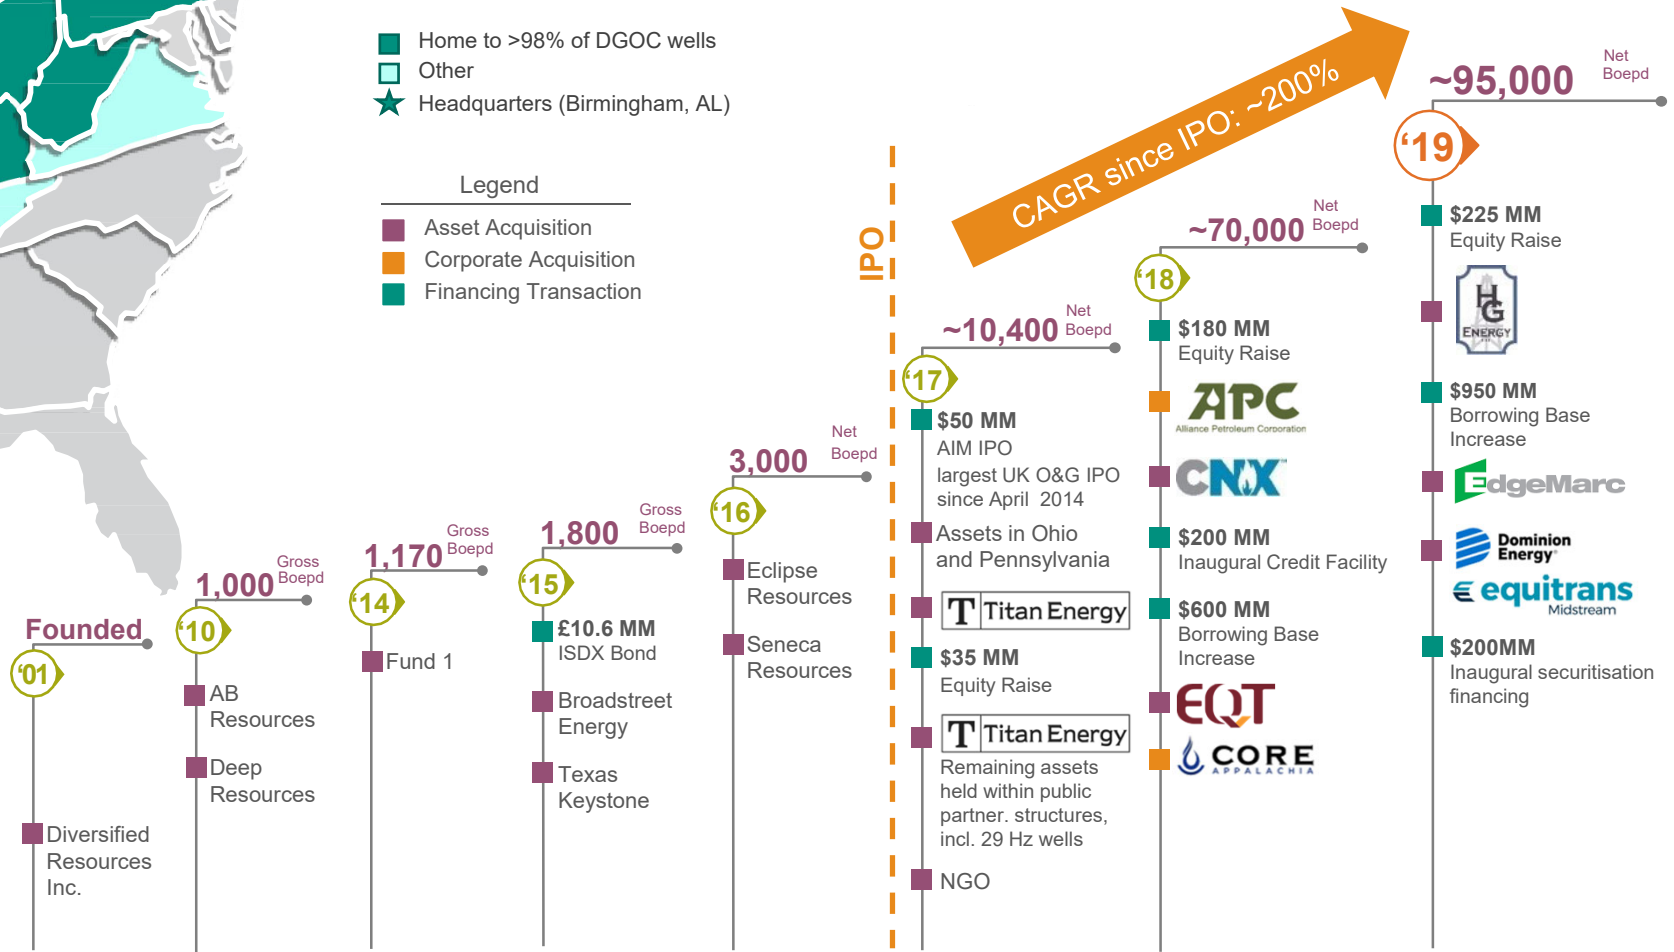 Home to >98% of DGOC wells
Other
Headquarters (Birmingham, AL)
Legend
Asset Acquisition
Corporate Acquisition
Financing Transaction
Founded
'01
Diversified
Resources
Inc.
1,000
Gross
Boepd
'10
AB
Resources
Deep
Resources
1,170
Gross
Boepd
'14
Fund 1
1,800
Gross
Boepd
'15
£10.6 MM
ISDX Bond
Broadstreet
Energy
Texas
Keystone
3,000
Net
Boepd
'16
Eclipse
Resources
Seneca
Resources
IPO
CAGR since IPO: ~200%
~10,400
Net
Boepd
'17
$50 MM
AIM IPO
largest UK O&G IPO
since April 2014
Assets in Ohio
and Pennsylvania
T Titan Energy
$35 MM
Equity Raise
T Titan Energy
Remaining assets
held within public
partner. structures,
incl. 29 Hz wells
NGO
~70,000
Net
Boepd
'18
$180 MM
Equity Raise
APC
Alliance Petroleum Corporation
CNX
$200 MM
Inaugural Credit Facility
$600 MM
Borrowing Base
Increase
EQT
CORE
APPALACHIA
~95,000
Net
Boepd
'19
$225 MM
Equity Raise
HG
ENERGY
$950 MM
Borrowing Base
Increase
EdgeMarc
Dominion
Energy
equitrans
Midstream
$200MM
Inaugural securitisation
financing